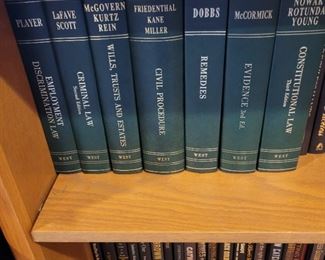 PLAYER
EMPLOYMENT
DISCRIMINATION LAW
WEST
LaFAVE
SCOTT
CRIMINAL LAW
Second Edition
WEST
McGOVERN
KURTZ
REIN
WILLS, TRUSTS AND ESTATES
WEST
FRIEDENTHAL
KANE
MILLER
CIVIL PROCEDURE
WEST
DOBBS
REMEDIES
WEST
McCORMICK
EVIDENCE 3rd Ed.
WEST
NOWAK
ROTUNDA
YOUNG
CONSTITUTIONAL LAW
Third Edition
WEST